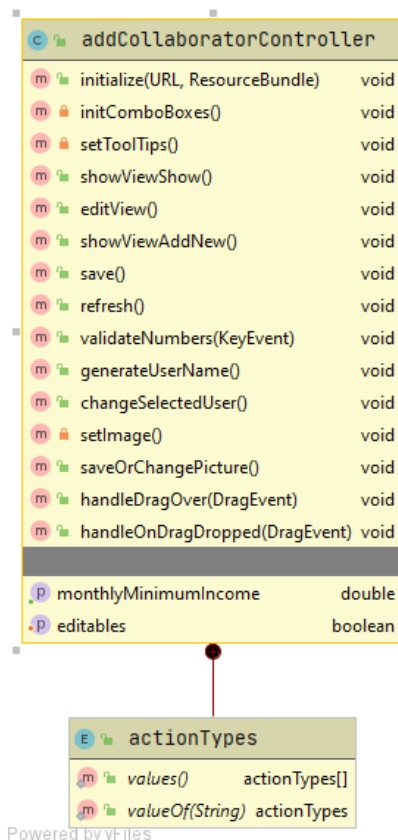 C addCollaboratorController
m initialize(URL, ResourceBundle) void
m initComboBoxes() void
m setToolTips() void
m showViewShow() void
m editView() void
m showViewAddNew() void
m save() void
m refresh() void
m validateNumbers(KeyEvent) void
m generateUserName() void
m changeSelectedUser() void
m setImage() void
m saveOrChangePicture() void
m handleDragOver(DragEvent) void
m handleOnDragDropped(DragEvent) void
P monthlyMinimumIncome double
P editables boolean
E actionTypes
m values() actionTypes[]
m valueOf(String) actionTypes
Powered by yFiles